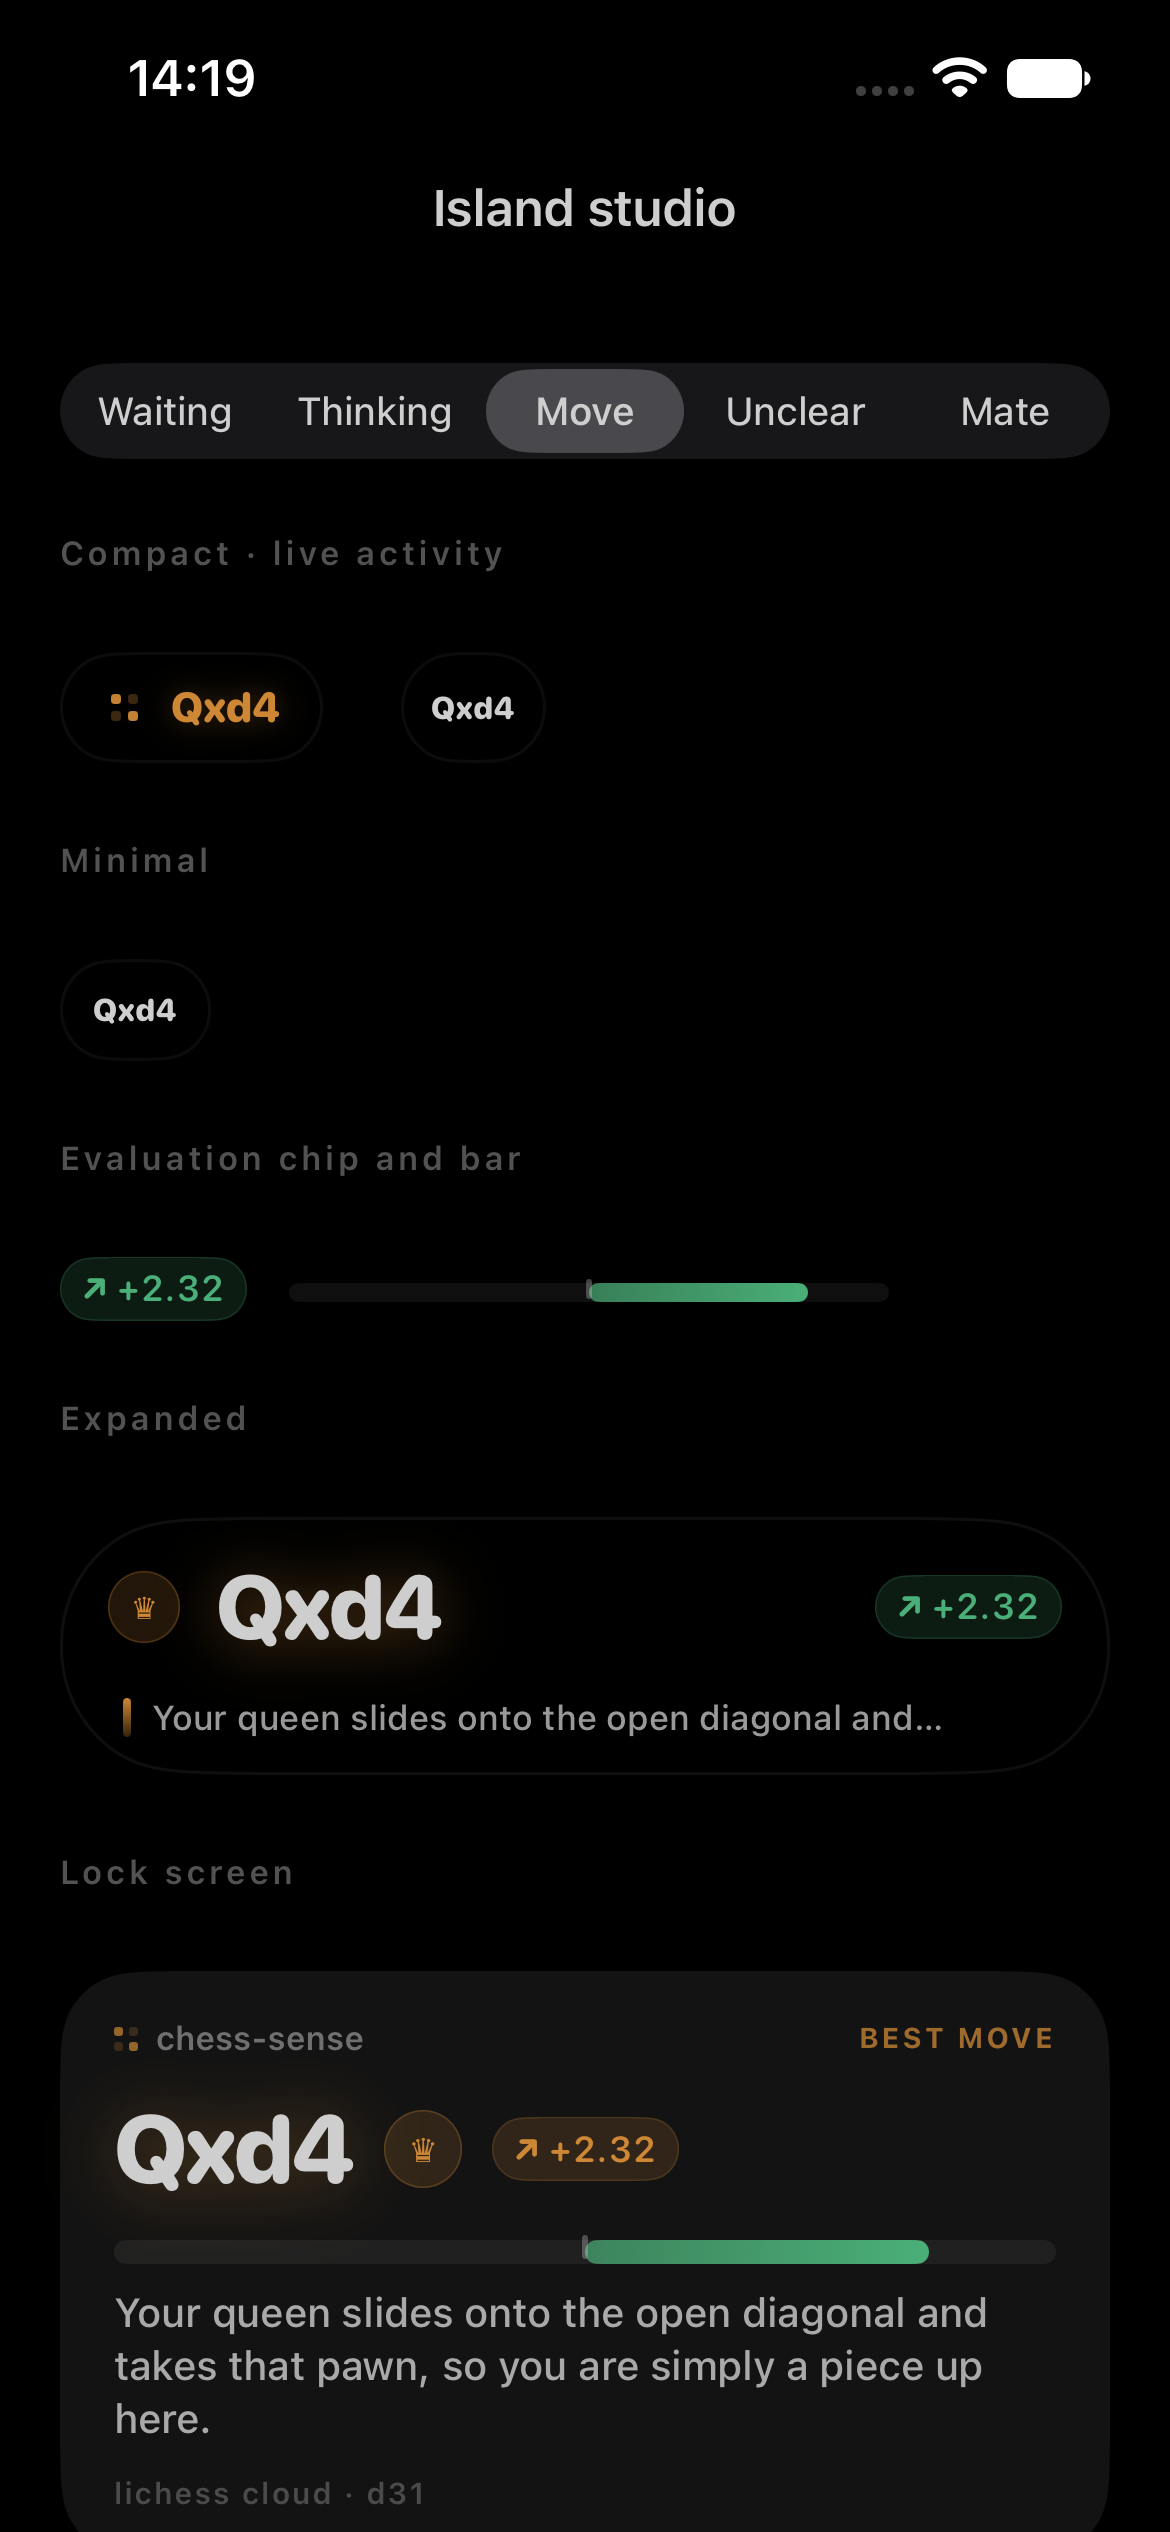 14:19
Island studio
Waiting Thinking Move Unclear Mate
Compact · live activity
Qxd4 Qxd4
Minimal
Qxd4
Evaluation chip and bar
+2.32
Expanded
Qxd4 +2.32
Your queen slides onto the open diagonal and...
Lock screen
chess-sense BEST MOVE
Qxd4 +2.32
Your queen slides onto the open diagonal and
takes that pawn, so you are simply a piece up
here.
lichess cloud · d31